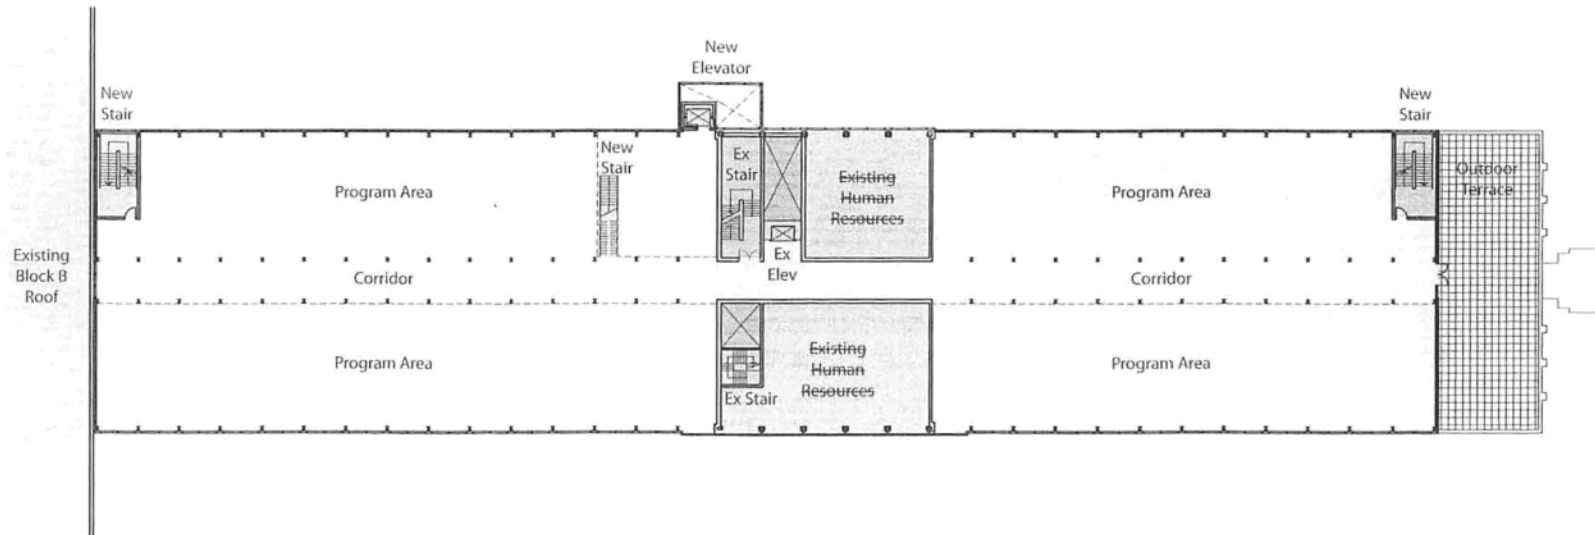 New
Elevator
New
Stair
New
Stair
New
Stair
Ex
Stair
Existing
Human
Resources
Outdoor
Terrace
Program Area
Program Area
Existing
Block B
Roof
Corridor
Ex
Elev
Corridor
Program Area
Existing
Human
Resources
Program Area
Ex Stair